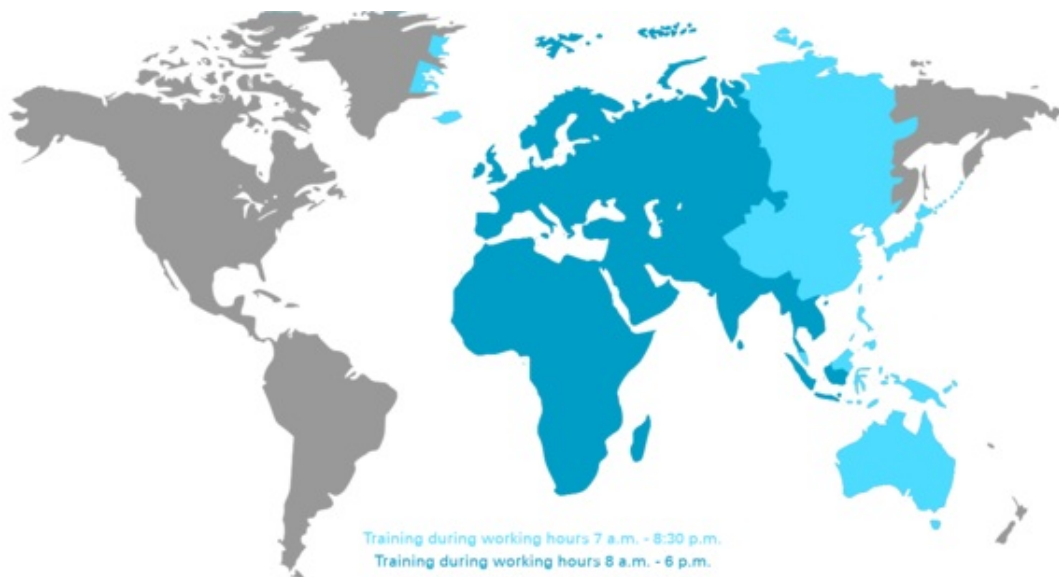 Training during working hours 7 a.m. - 8:30 p.m.
Training during working hours 8 a.m. - 6 p.m.